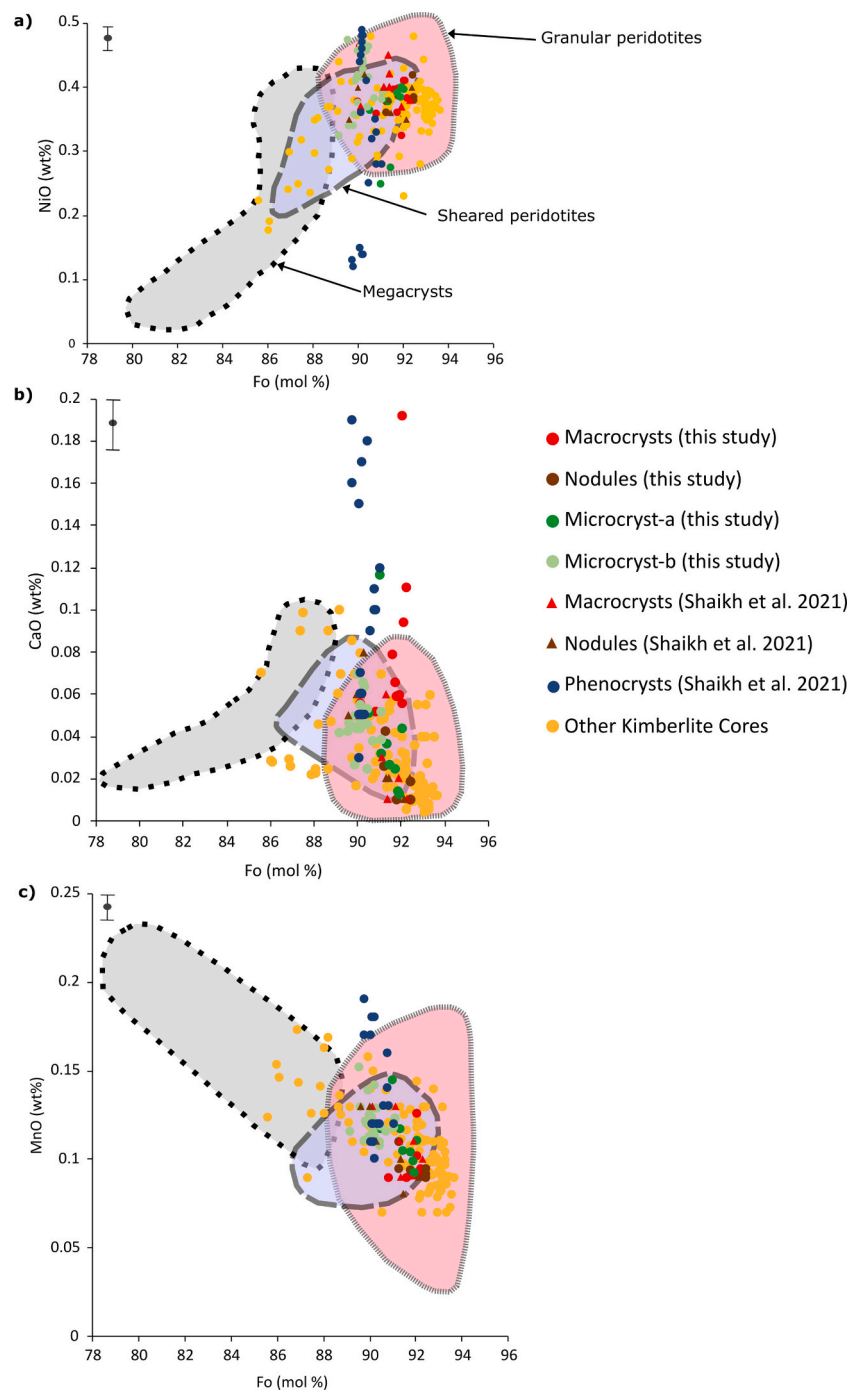 a)
0.5
0.4
0.3
0.2
0.1
0
NiO (wt%)
Granular peridotites
Sheared peridotites
Megacrysts
78 80 82 84 86 88 90 92 94 96
Fo (mol %)
b)
0.2
0.18
0.16
0.14
0.12
0.1
0.08
0.06
0.04
0.02
0
CaO (wt%)
78 80 82 84 86 88 90 92 94 96
Fo (mol %)
Macrocrysts (this study)
Nodules (this study)
Microcryst-a (this study)
Microcryst-b (this study)
Macrocrysts (Shaikh et al. 2021)
Nodules (Shaikh et al. 2021)
Phenocrysts (Shaikh et al. 2021)
Other Kimberlite Cores
c)
0.25
0.2
0.15
0.1
0.05
0
MnO (wt%)
78 80 82 84 86 88 90 92 94 96
Fo (mol %)